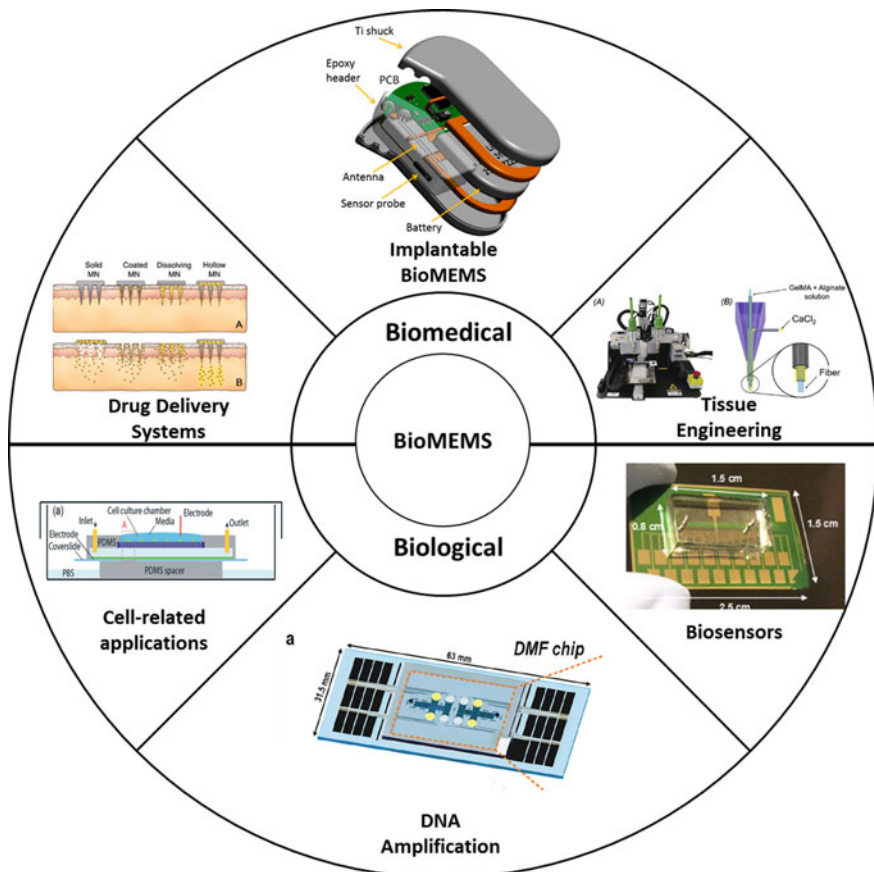 Ti shuck
Epoxy
header
PCB
Antenna
Sensor probe
Battery
Implantable
BioMEMS
Solid
MN
Coated
MN
Dissolving
MN
Hollow
MN
A
B
Drug Delivery
Systems
(A)
(B)
GelMA + Alginate
solution
CaCl2
Fiber
Tissue
Engineering
Biomedical
BioMEMS
Biological
(a)
Cell culture chamber
Media
Electrode
Inlet
A
Outlet
Electrode
Coverslide
PDMS
PBS
PDMS spacer
Cell-related
applications
1.5 cm
0.8 cm
1.5 cm
2.5 cm
Biosensors
a
DMF chip
63 mm
31.5 mm
DNA
Amplification